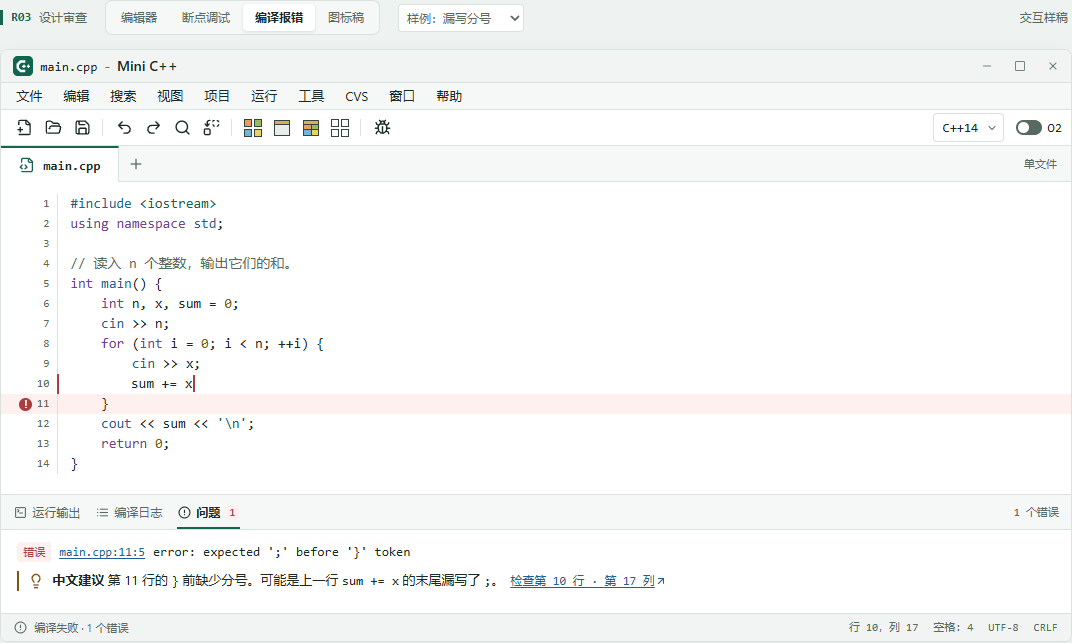 R03 设计审查 编辑器 断点调试 编译报错 图标稿 样例：漏写分号 交互样稿
C+ main.cpp - Mini C++
文件 编辑 搜索 视图 项目 运行 工具 CVS 窗口 帮助
C++14 O2
main.cpp 单文件
1 #include <iostream>
2 using namespace std;
3
4 // 读入 n 个整数，输出它们的和。
5 int main() {
6     int n, x, sum = 0;
7     cin >> n;
8     for (int i = 0; i < n; ++i) {
9         cin >> x;
10         sum += x
11     }
12     cout << sum << '\n';
13     return 0;
14 }
运行输出 编译日志 问题 1 1 个错误
错误 main.cpp:11:5 error: expected ';' before '}' token
中文建议 第 11 行的 } 前缺少分号。可能是上一行 sum += x 的末尾漏写了 ;。 检查第 10 行 · 第 17 列
编译失败 · 1 个错误 行 10, 列 17 空格: 4 UTF-8 CRLF